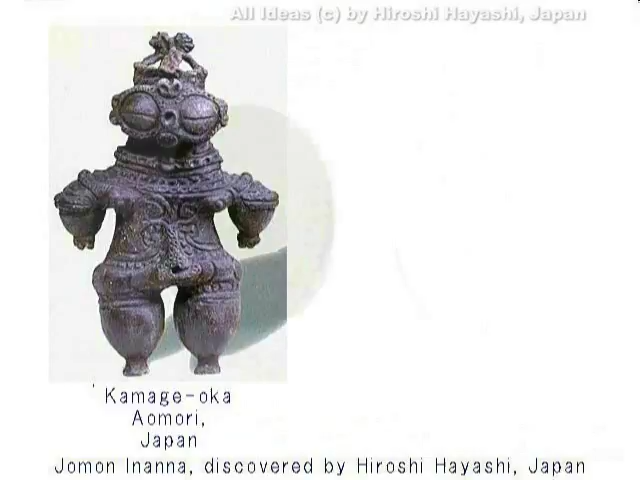 All Ideas (c) by Hiroshi Hayashi, Japan
' Kamage-oka
Aomori,
Japan
Jomon Inanna, discovered by Hiroshi Hayashi, Japan